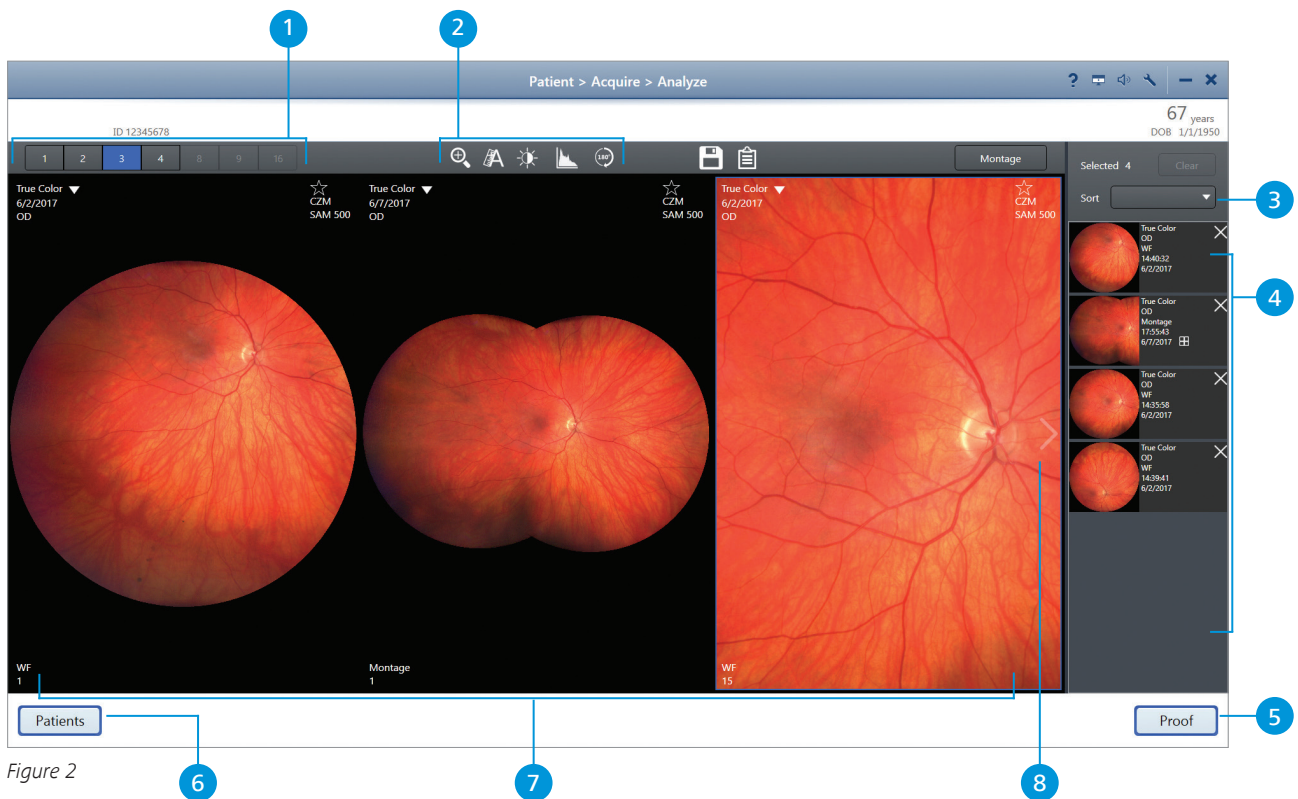 1
2
Patient > Acquire > Analyze
?
67 years
ID 12345678
DOB 1/1/1950
1 2 3 4 8 9 16
180°
Montage
Selected 4
Clear
Sort
3
True Color
6/2/2017
OD
CZM
SAM 500
True Color
6/7/2017
OD
CZM
SAM 500
True Color
6/2/2017
OD
CZM
SAM 500
True Color
OD
WF
14:40:32
6/2/2017
4
True Color
OD
Montage
17:55:43
6/7/2017
True Color
OD
WF
14:35:58
6/2/2017
True Color
OD
WF
14:39:41
6/2/2017
WF
1
Montage
1
WF
15
Patients
Proof
5
Figure 2
6
7
8